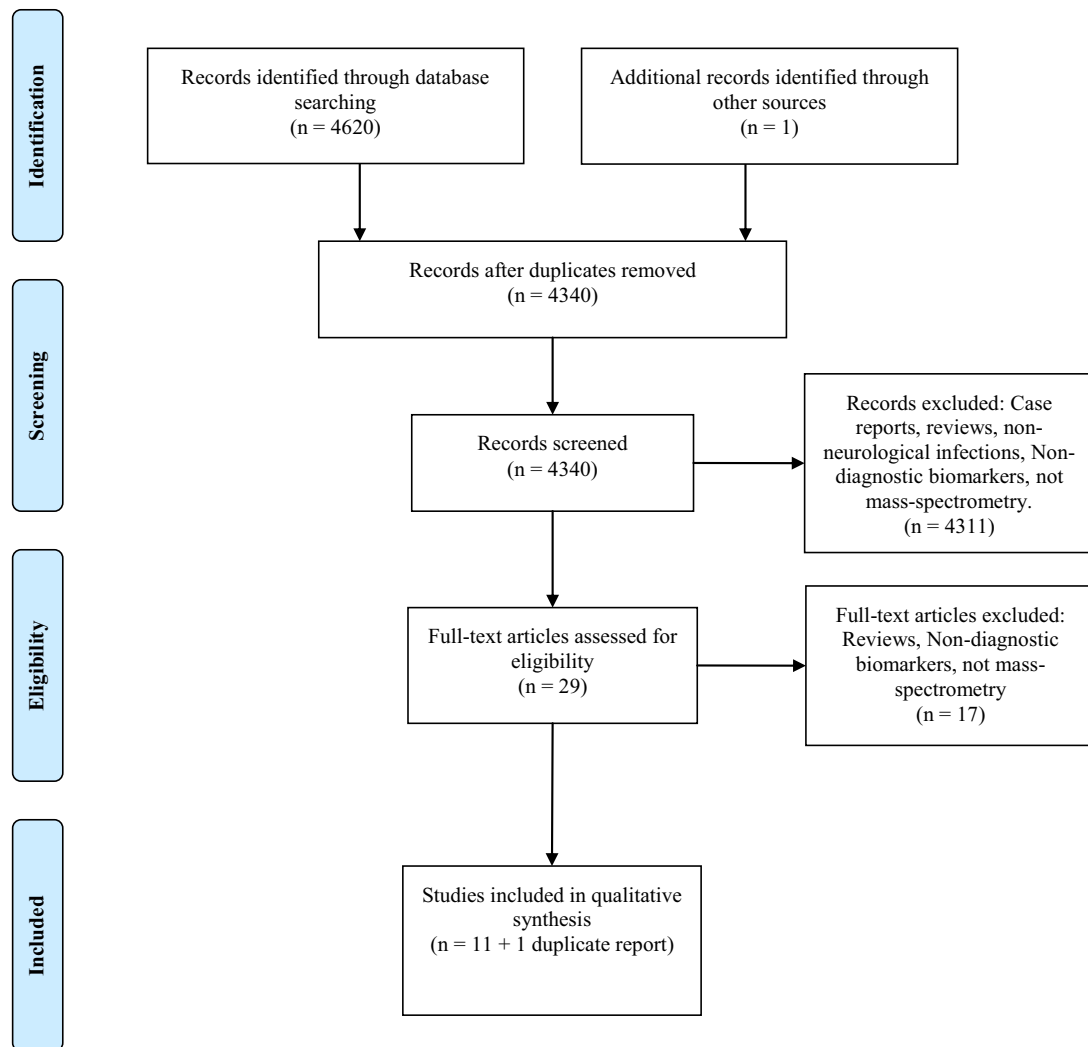 Identification
Records identified through database
searching
(n = 4620)
Additional records identified through
other sources
(n = 1)
Records after duplicates removed
(n = 4340)
Screening
Records screened
(n = 4340)
Records excluded: Case
reports, reviews, non-
neurological infections, Non-
diagnostic biomarkers, not
mass-spectrometry.
(n = 4311)
Eligibility
Full-text articles assessed for
eligibility
(n = 29)
Full-text articles excluded:
Reviews, Non-diagnostic
biomarkers, not mass-
spectrometry
(n = 17)
Included
Studies included in qualitative
synthesis
(n = 11 + 1 duplicate report)